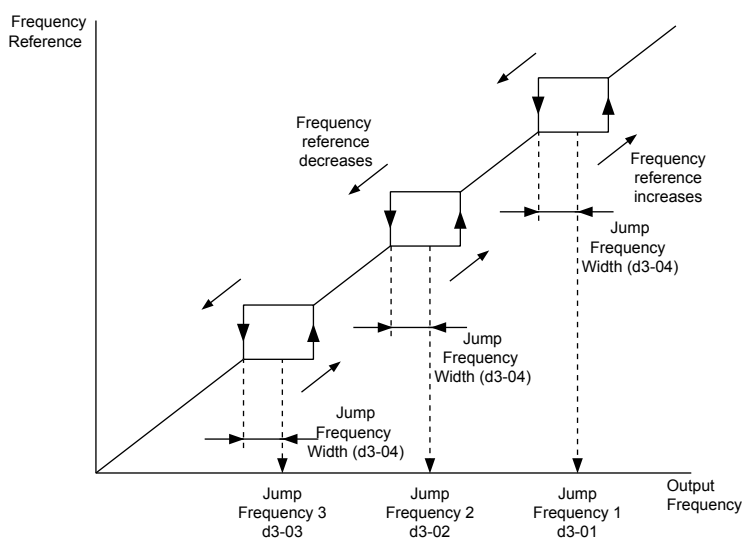 Frequency
Reference
Frequency
reference
decreases
Frequency
reference
increases
Jump
Frequency
Width (d3-04)
Jump
Frequency
Width (d3-04)
Jump
Frequency
Width (d3-04)
Output
Frequency
Jump
Frequency 3
d3-03
Jump
Frequency 2
d3-02
Jump
Frequency 1
d3-01